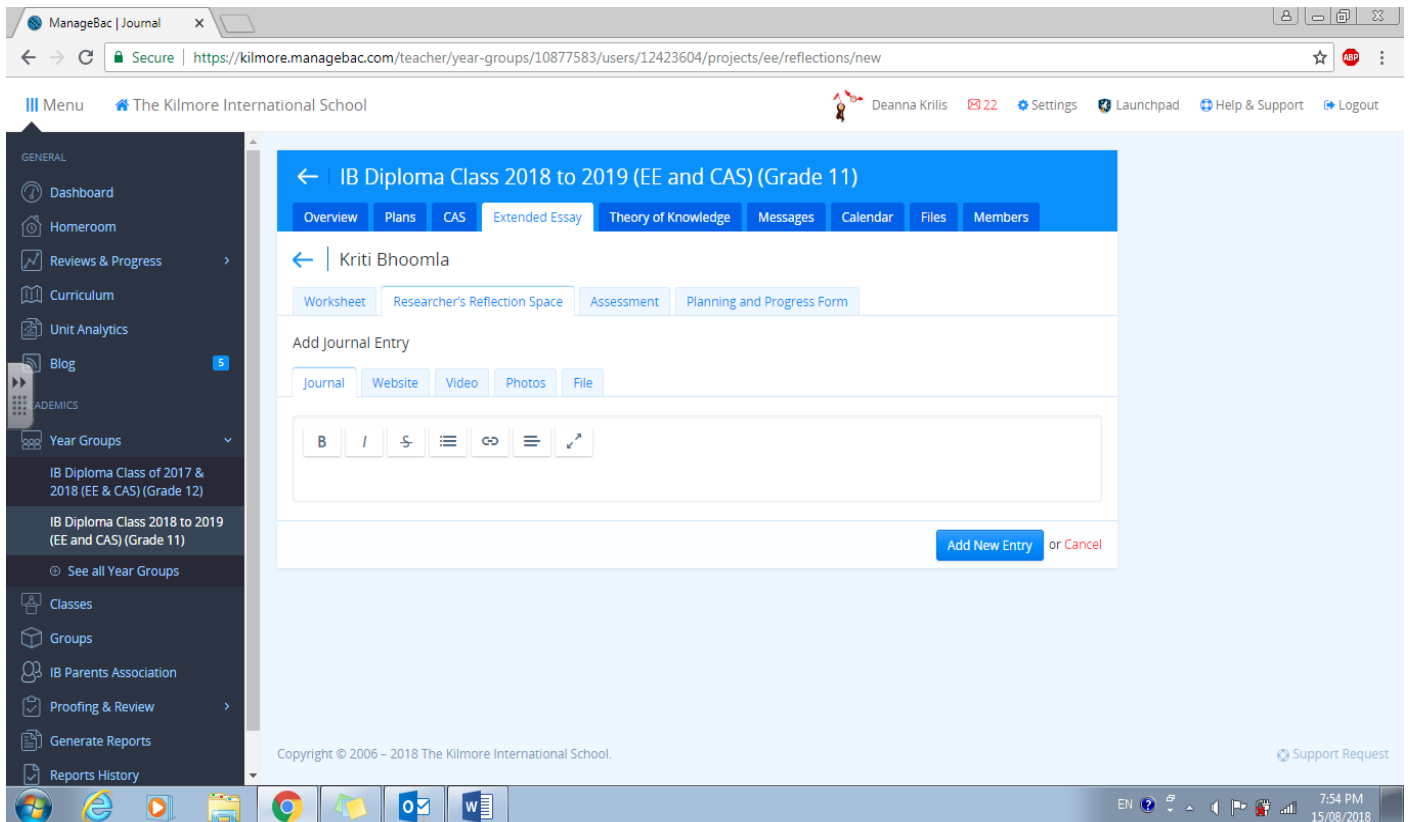 ManageBac | Journal
Secure | https://kilmore.managebac.com/teacher/year-groups/10877583/users/12423604/projects/ee/reflections/new
ABP
Menu The Kilmore International School Deanna Krilis 22 Settings Launchpad Help & Support Logout
GENERAL
Dashboard
Homeroom
Reviews & Progress
Curriculum
Unit Analytics
Blog 5
ADEMICS
Year Groups
IB Diploma Class of 2017 &
2018 (EE & CAS) (Grade 12)
IB Diploma Class 2018 to 2019
(EE and CAS) (Grade 11)
See all Year Groups
Classes
Groups
IB Parents Association
Proofing & Review
Generate Reports
Reports History
IB Diploma Class 2018 to 2019 (EE and CAS) (Grade 11)
Overview Plans CAS Extended Essay Theory of Knowledge Messages Calendar Files Members
Kriti Bhoomla
Worksheet Researcher's Reflection Space Assessment Planning and Progress Form
Add Journal Entry
Journal Website Video Photos File
B I S
Add New Entry or Cancel
Copyright © 2006 – 2018 The Kilmore International School. Support Request
EN 7:54 PM
15/08/2018